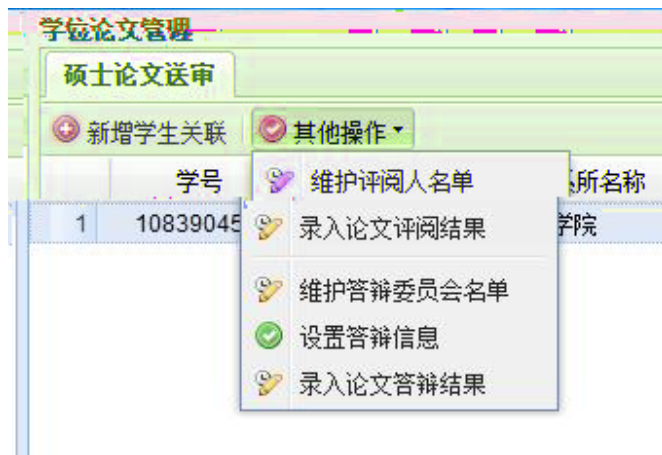 学位论文管理
硕士论文送审
新增学生关联 其他操作
学号 系所名称
1 10839045 学院
维护评阅人名单
录入论文评阅结果
维护答辩委员会名单
设置答辩信息
录入论文答辩结果